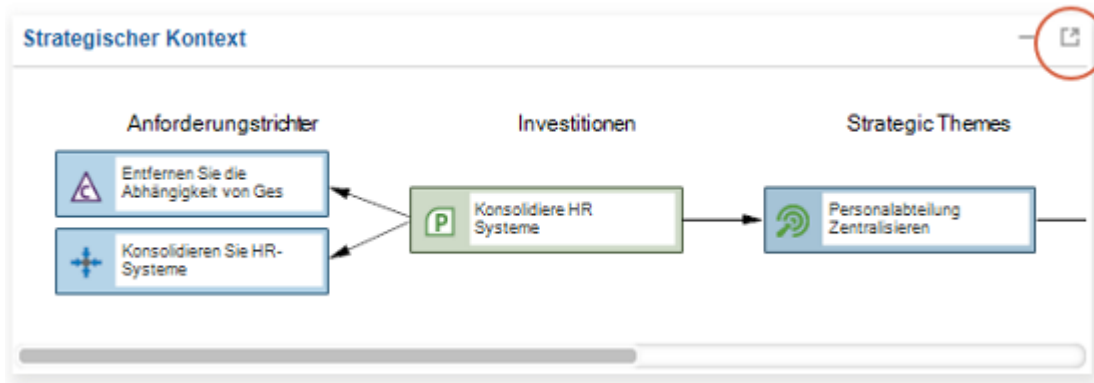 Strategischer Kontext
Anforderungstrichter
Investitionen
Strategic Themes
Entfernen Sie die
Abhängigkeit von Ges
Konsolidieren Sie HR-
Systeme
C
P
Konsolidiere HR
Systeme
Personalabteilung
Zentralisieren